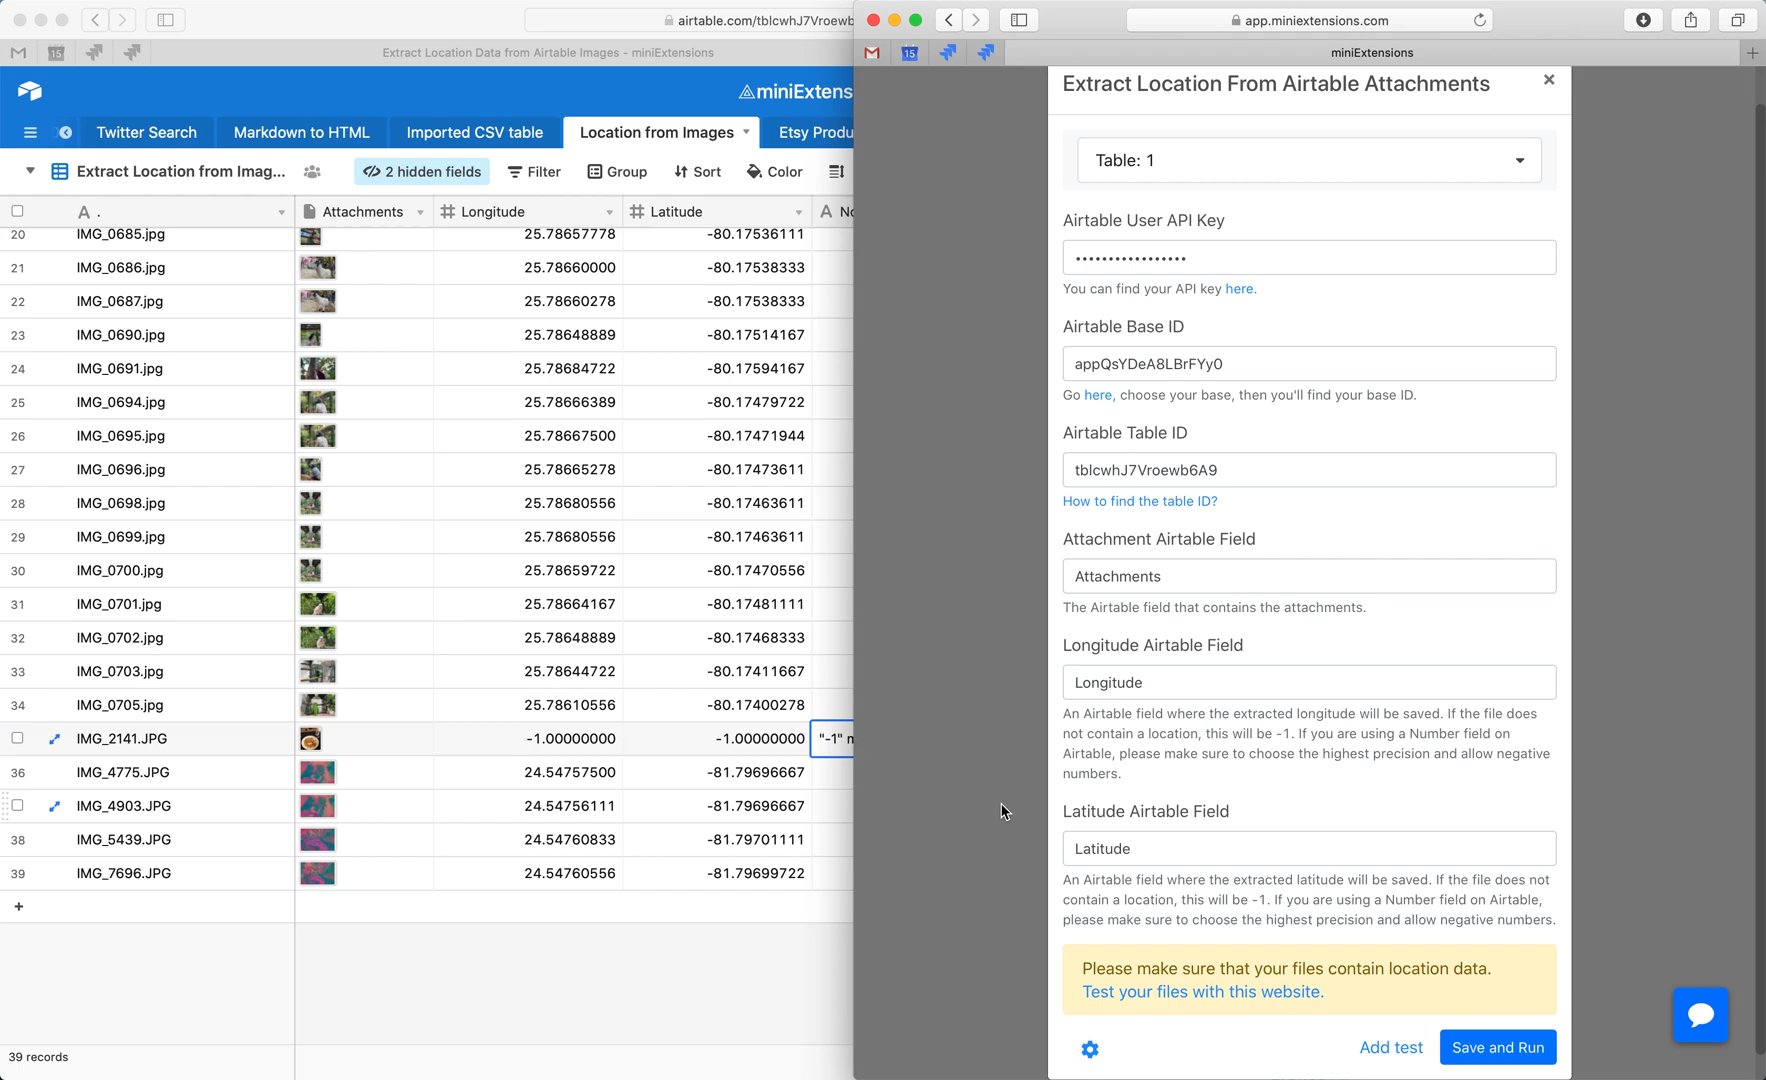 airtable.com/tblcwhJ7Vroewb
15
Extract Location Data from Airtable Images - miniExtensions
miniExtens
Twitter Search
Markdown to HTML
Imported CSV table
Location from Images
Etsy Produ
Extract Location from Imag...
2 hidden fields
Filter
Group
Sort
Color
A .
Attachments
Longitude
Latitude
A No
20 IMG_0685.jpg 25.78657778 -80.17536111
21 IMG_0686.jpg 25.78660000 -80.17538333
22 IMG_0687.jpg 25.78660278 -80.17538333
23 IMG_0690.jpg 25.78648889 -80.17514167
24 IMG_0691.jpg 25.78684722 -80.17594167
25 IMG_0694.jpg 25.78666389 -80.17479722
26 IMG_0695.jpg 25.78667500 -80.17471944
27 IMG_0696.jpg 25.78665278 -80.17473611
28 IMG_0698.jpg 25.78680556 -80.17463611
29 IMG_0699.jpg 25.78680556 -80.17463611
30 IMG_0700.jpg 25.78659722 -80.17470556
31 IMG_0701.jpg 25.78664167 -80.17481111
32 IMG_0702.jpg 25.78648889 -80.17468333
33 IMG_0703.jpg 25.78644722 -80.17411667
34 IMG_0705.jpg 25.78610556 -80.17400278
IMG_2141.JPG -1.00000000 -1.00000000 "-1" m
36 IMG_4775.JPG 24.54757500 -81.79696667
IMG_4903.JPG 24.54756111 -81.79696667
38 IMG_5439.JPG 24.54760833 -81.79701111
39 IMG_7696.JPG 24.54760556 -81.79699722
+
39 records
app.miniextensions.com
15
miniExtensions
Extract Location From Airtable Attachments
Table: 1
Airtable User API Key
•••••••••••••••••
You can find your API key here.
Airtable Base ID
appQsYDeA8LBrFYy0
Go here, choose your base, then you'll find your base ID.
Airtable Table ID
tblcwhJ7Vroewb6A9
How to find the table ID?
Attachment Airtable Field
Attachments
The Airtable field that contains the attachments.
Longitude Airtable Field
Longitude
An Airtable field where the extracted longitude will be saved. If the file does
not contain a location, this will be -1. If you are using a Number field on
Airtable, please make sure to choose the highest precision and allow negative
numbers.
Latitude Airtable Field
Latitude
An Airtable field where the extracted latitude will be saved. If the file does not
contain a location, this will be -1. If you are using a Number field on Airtable,
please make sure to choose the highest precision and allow negative numbers.
Please make sure that your files contain location data.
Test your files with this website.
Add test
Save and Run